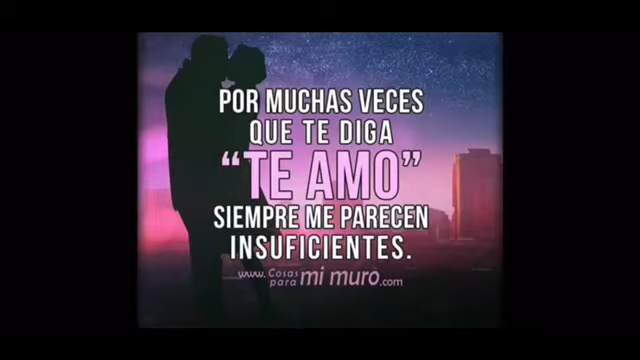 POR MUCHAS VECES
QUE TE DIGA
“TE AMO”
SIEMPRE ME PARECEN
INSUFICIENTES.
www.Cosas para mi muro.com